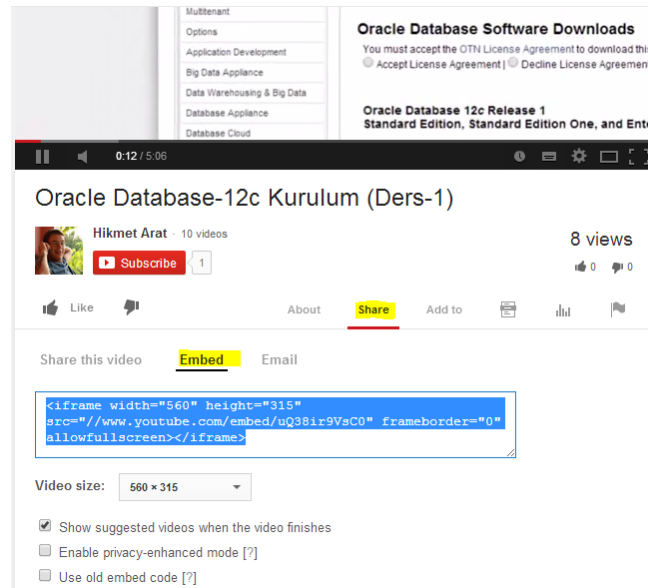 Multitenant
Options
Application Development
Big Data Appliance
Data Warehousing & Big Data
Database Appliance
Database Cloud
Oracle Database Software Downloads
You must accept the OTN License Agreement to download this
Accept License Agreement | Decline License Agreement
Oracle Database 12c Release 1
Standard Edition, Standard Edition One, and Ente
0:12 / 5:06
Oracle Database-12c Kurulum (Ders-1)
Hikmet Arat · 10 videos
Subscribe 1
8 views
0 0
Like
About Share Add to
Share this video Embed Email
<iframe width="560" height="315"
src="//www.youtube.com/embed/uQ38ir9VsC0" frameborder="0"
allowfullscreen></iframe>
Video size: 560 × 315
Show suggested videos when the video finishes
Enable privacy-enhanced mode [?]
Use old embed code [?]